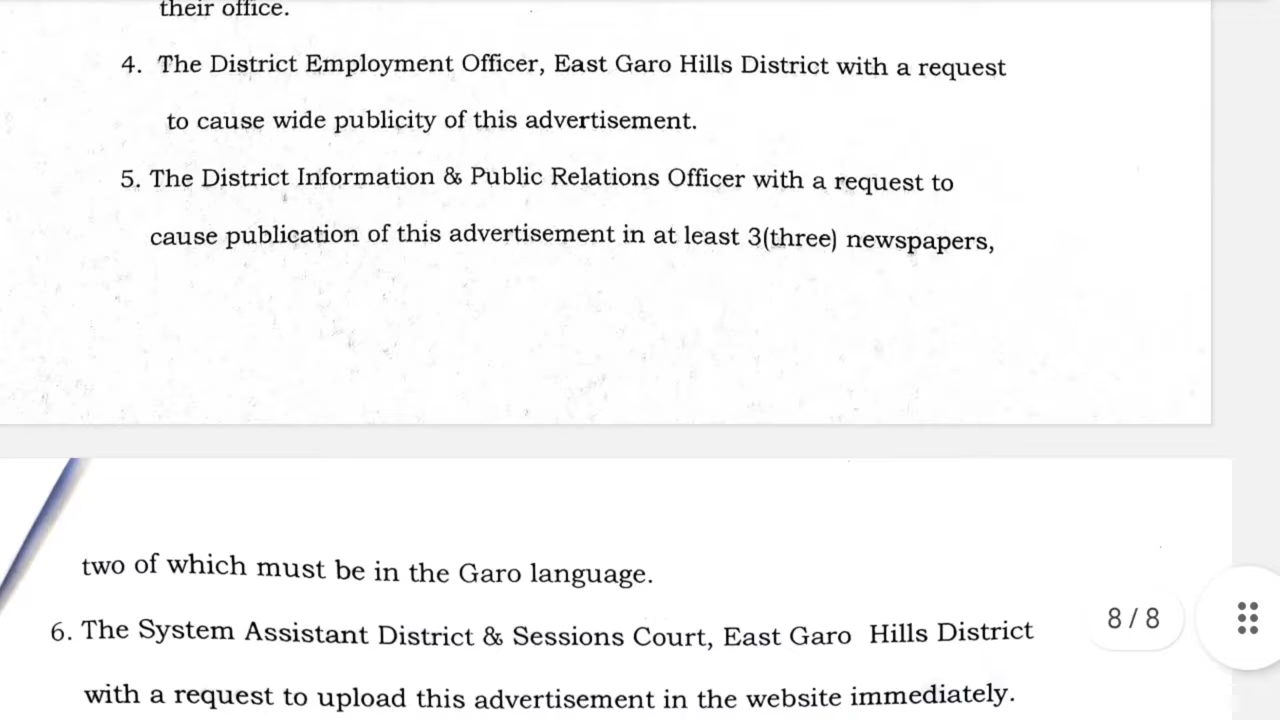 their office.
4. The District Employment Officer, East Garo Hills District with a request
to cause wide publicity of this advertisement.
5. The District Information & Public Relations Officer with a request to
cause publication of this advertisement in at least 3(three) newspapers,
two of which must be in the Garo language.
6. The System Assistant District & Sessions Court, East Garo Hills District
8 / 8
with a request to upload this advertisement in the website immediately.